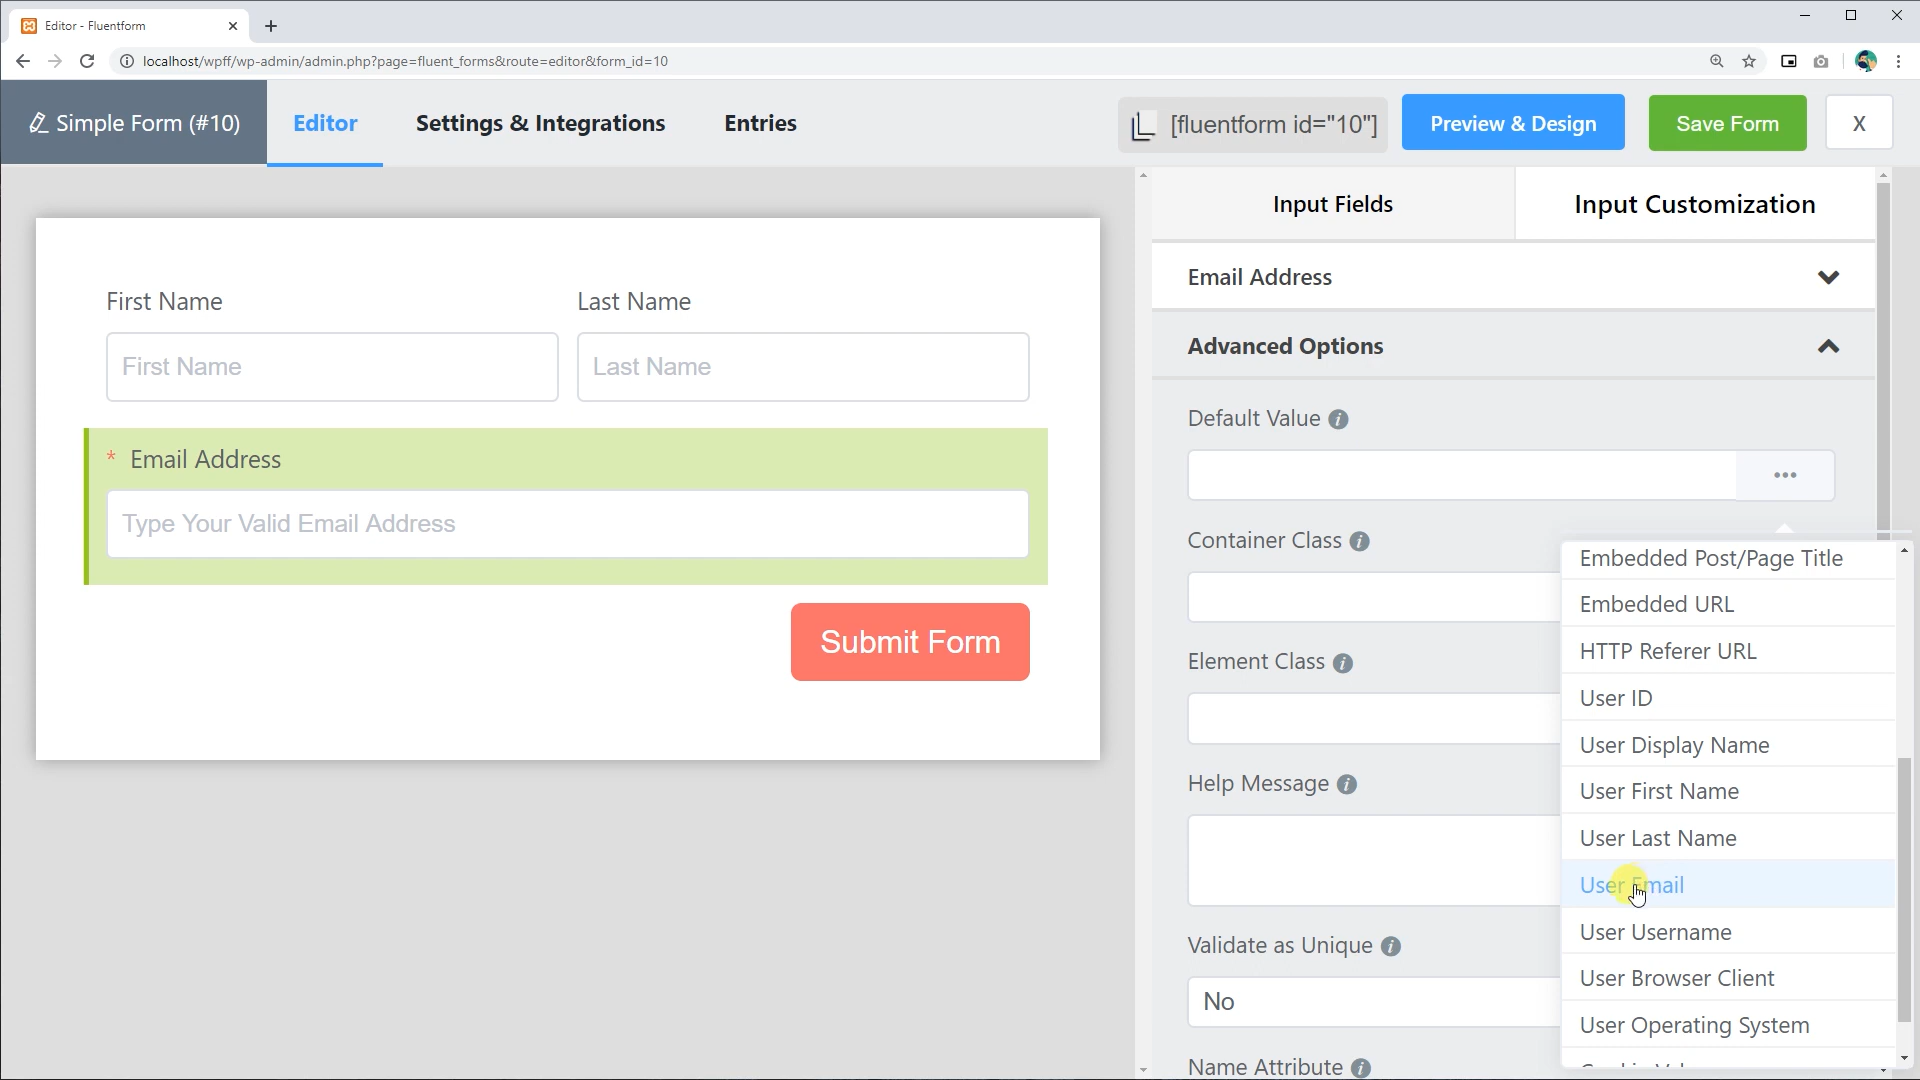 Editor - Fluentform
localhost/wpff/wp-admin/admin.php?page=fluent_forms&route=editor&form_id=10
Simple Form (#10)
Editor
Settings & Integrations
Entries
[fluentform id="10"]
Preview & Design
Save Form
X
Input Fields
Input Customization
First Name
Last Name
First Name
Last Name
* Email Address
Type Your Valid Email Address
Submit Form
Email Address
Advanced Options
Default Value
Container Class
Element Class
Help Message
Validate as Unique
No
Name Attribute
Embedded Post/Page Title
Embedded URL
HTTP Referer URL
User ID
User Display Name
User First Name
User Last Name
User Email
User Username
User Browser Client
User Operating System